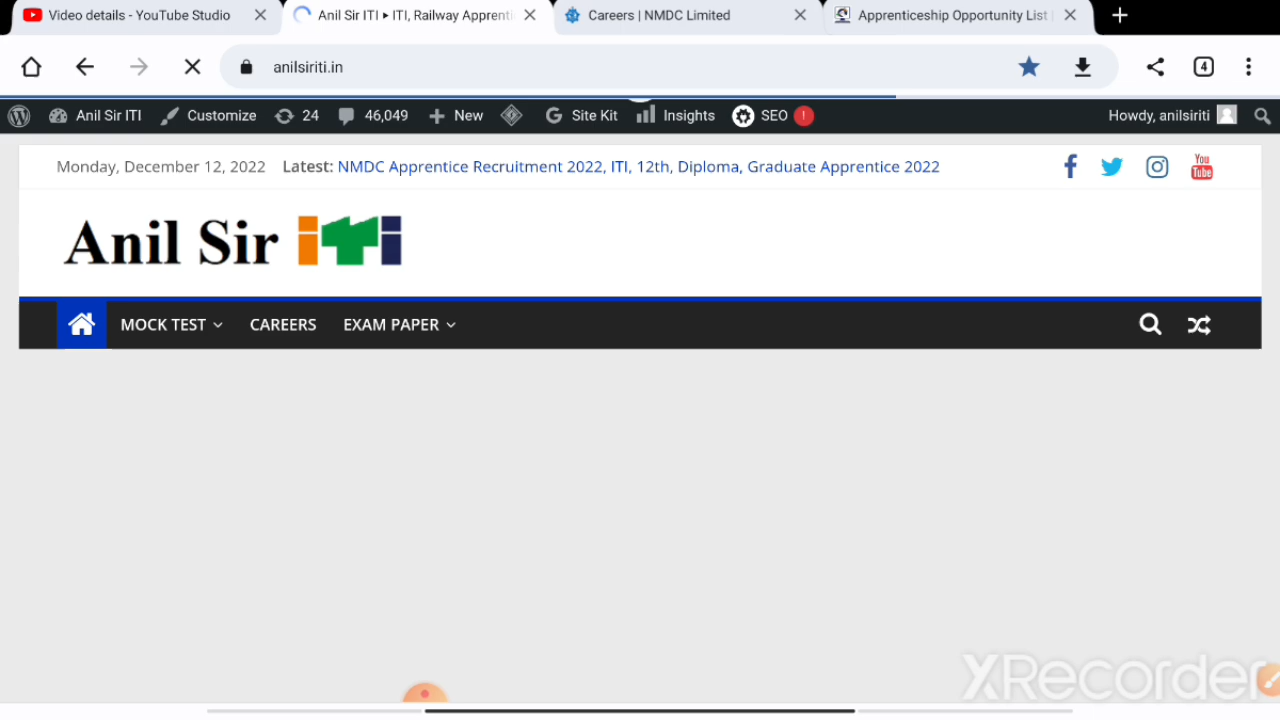 Video details - YouTube Studio
Anil Sir ITI ▸ ITI, Railway Apprenti
Careers | NMDC Limited
Apprenticeship Opportunity List
anilsiriti.in
4
Anil Sir ITI
Customize
24
46,049
New
Site Kit
Insights
SEO !
Howdy, anilsiriti
Monday, December 12, 2022
Latest: NMDC Apprentice Recruitment 2022, ITI, 12th, Diploma, Graduate Apprentice 2022
You
Tube
Anil Sir iTi
MOCK TEST
CAREERS
EXAM PAPER
XRecorder